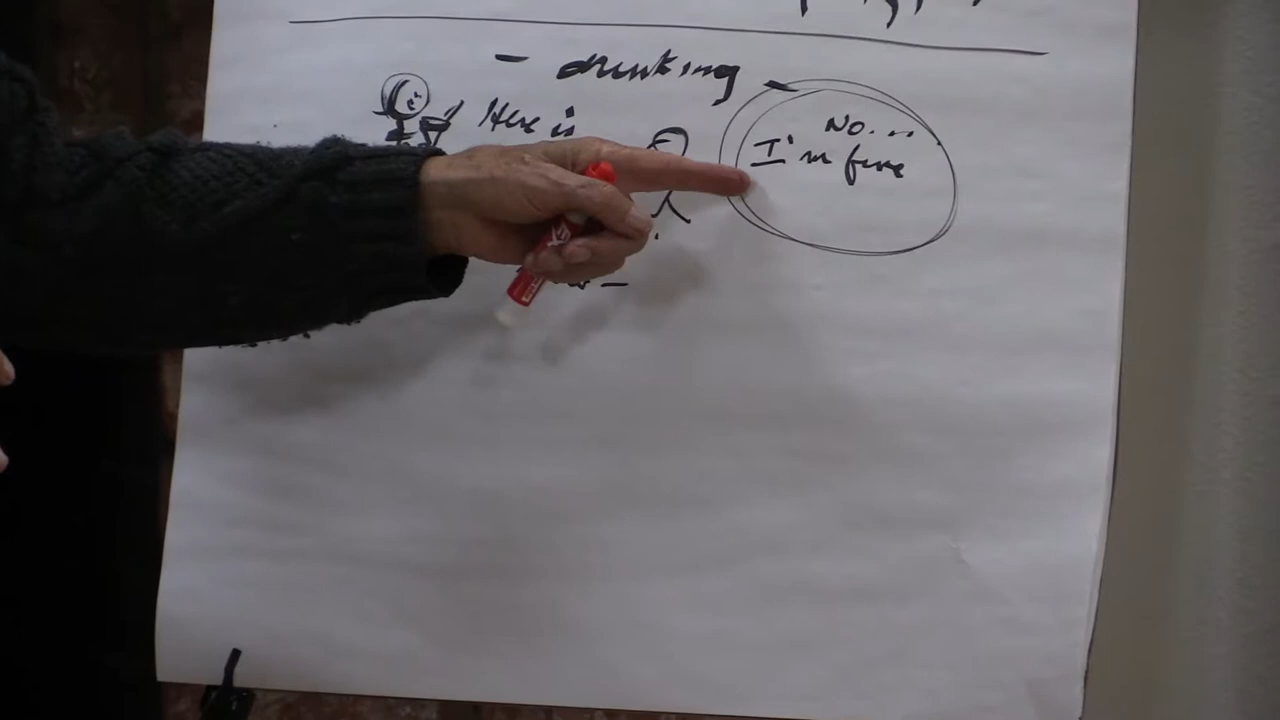 - drinking
Here is
No...
I'm fine